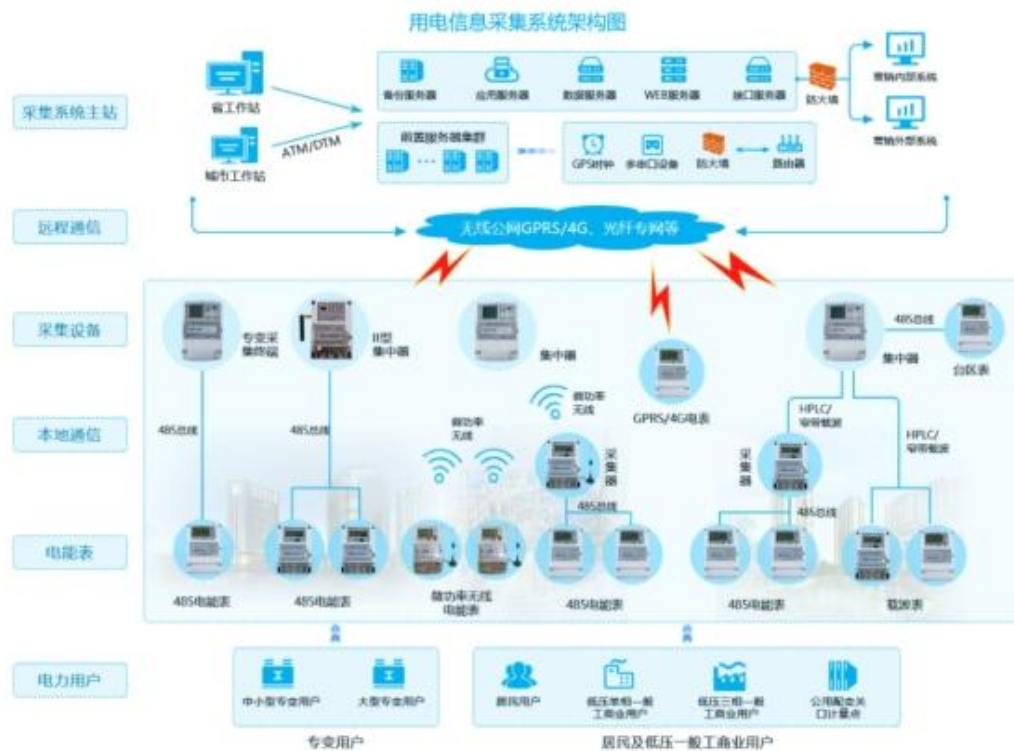 用电信息采集系统架构图
采集系统主站
省工作站
城市工作站
ATM/DTM
备份服务器
应用服务器
数据服务器
WEB服务器
接口服务器
防火墙
营销内部系统
营销外部系统
前置服务器集群
GPS时钟
多串口设备
防火墙
路由器
远程通信
无线公网GPRS/4G、光纤专网等
采集设备
专变采
集终端
II型
集中器
集中器
GPRS/4G电表
集中器
485总线
台区表
本地通信
485总线
485总线
微功率
无线
微功率
无线
采集器
485总线
HPLC/
窄带载波
HPLC/
窄带载波
采集器
485总线
电能表
485电能表
485电能表
微功率无线
电能表
485电能表
485电能表
载波表
电力用户
中小型专变用户
大型专变用户
专变用户
居民用户
低压单相一般
工商业用户
低压三相一般
工商业用户
公用配变关
口计量点
居民及低压一般工商业用户